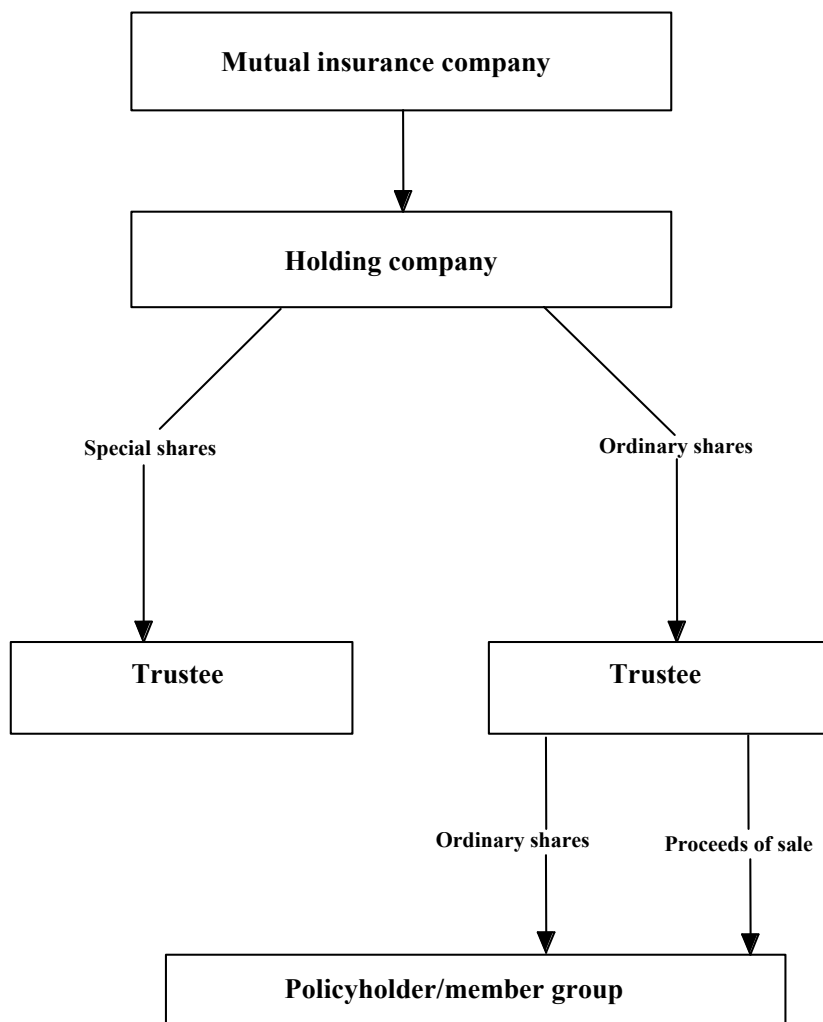 Mutual insurance company
Holding company
Special shares
Ordinary shares
Trustee
Trustee
Ordinary shares
Proceeds of sale
Policyholder/member group